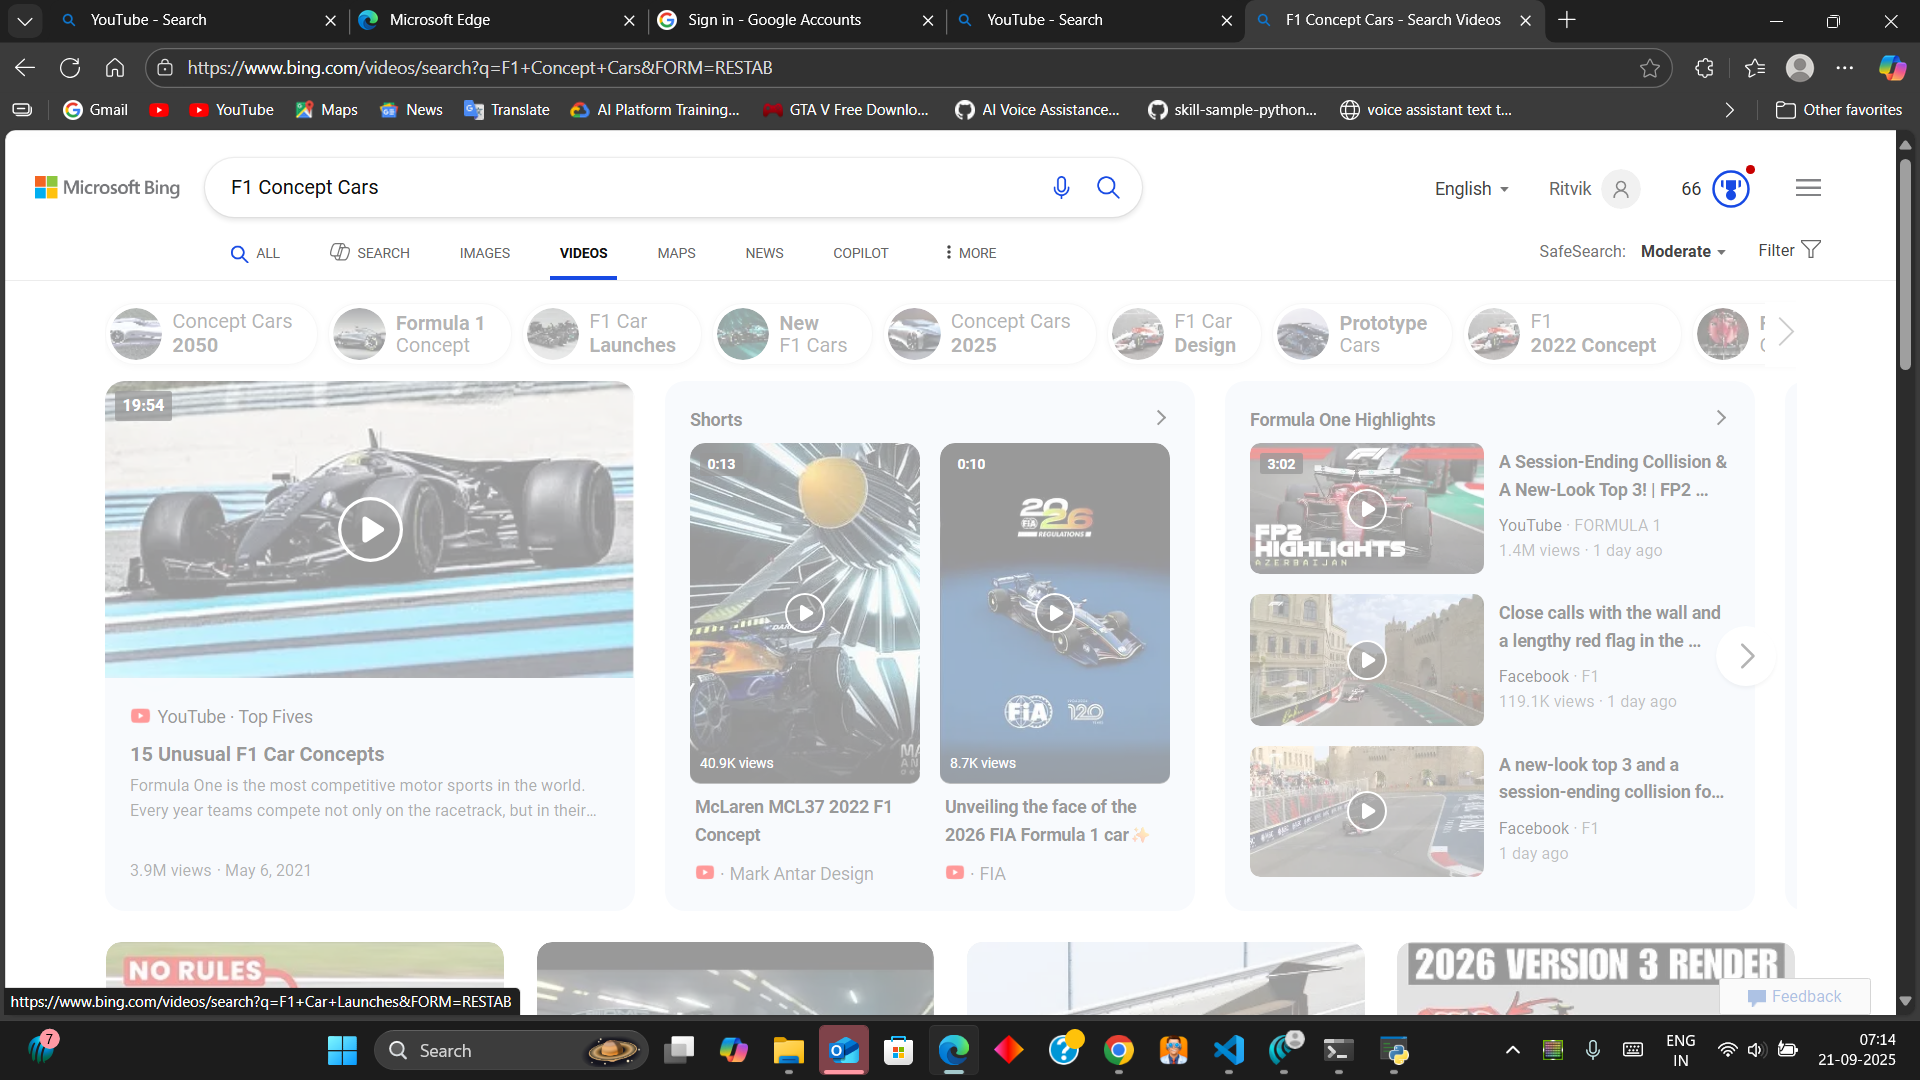 YouTube - Search
Microsoft Edge
Sign in - Google Accounts
YouTube - Search
F1 Concept Cars - Search Videos
https://www.bing.com/videos/search?q=F1+Concept+Cars&FORM=RESTAB
Gmail
YouTube
Maps
News
Translate
AI Platform Training...
GTA V Free Downlo...
AI Voice Assistance...
skill-sample-python...
voice assistant text t...
Other favorites
Microsoft Bing
F1 Concept Cars
English
Ritvik
66
ALL
SEARCH
IMAGES
VIDEOS
MAPS
NEWS
COPILOT
MORE
SafeSearch: Moderate
Filter
Concept Cars
2050
Formula 1
Concept
F1 Car
Launches
New
F1 Cars
Concept Cars
2025
F1 Car
Design
Prototype
Cars
F1
2022 Concept
19:54
YouTube · Top Fives
15 Unusual F1 Car Concepts
Formula One is the most competitive motor sports in the world.
Every year teams compete not only on the racetrack, but in their...
3.9M views · May 6, 2021
Shorts
0:13
40.9K views
McLaren MCL37 2022 F1
Concept
· Mark Antar Design
0:10
2026
FIA REGULATIONS
FIA 120
8.7K views
Unveiling the face of the
2026 FIA Formula 1 car✨
· FIA
Formula One Highlights
3:02
FP2
HIGHLIGHTS
AZERBAIJAN
A Session-Ending Collision &
A New-Look Top 3! | FP2 ...
YouTube · FORMULA 1
1.4M views · 1 day ago
Close calls with the wall and
a lengthy red flag in the ...
Facebook · F1
119.1K views · 1 day ago
A new-look top 3 and a
session-ending collision fo...
Facebook · F1
1 day ago
NO RULES
2026 VERSION 3 RENDER
Feedback
https://www.bing.com/videos/search?q=F1+Car+Launches&FORM=RESTAB
7
Search
ENG
IN
07:14
21-09-2025